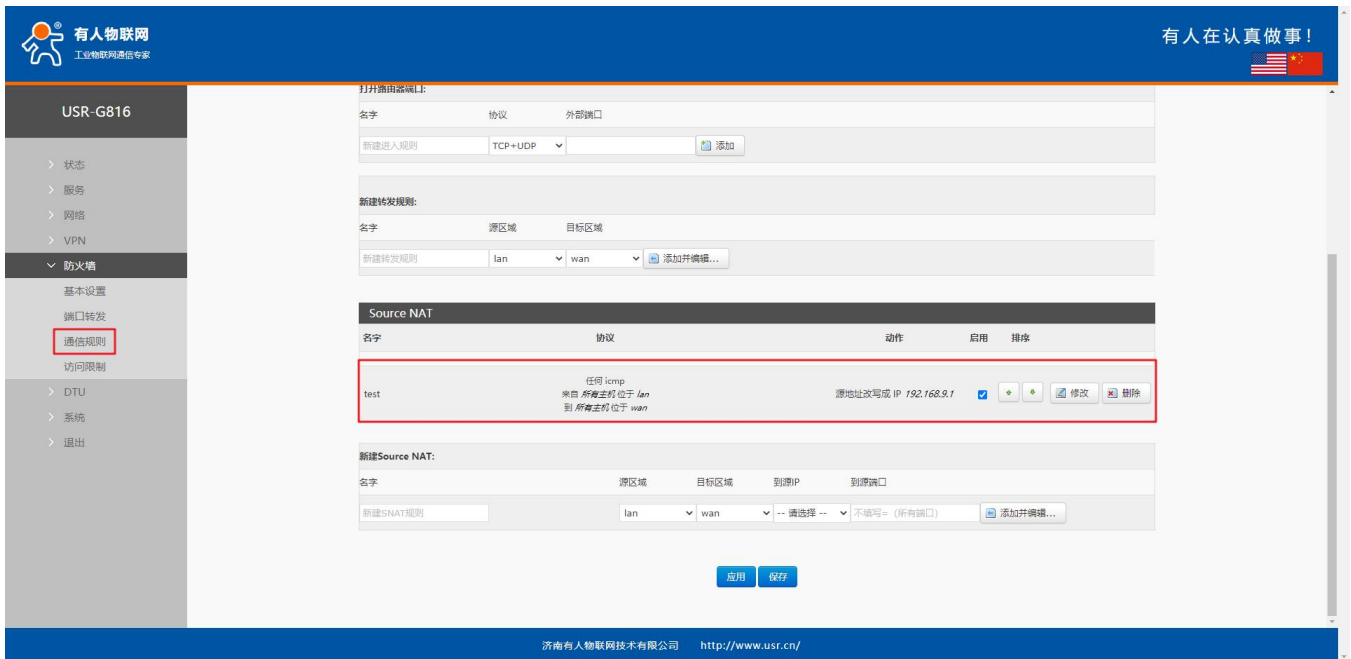 有人物联网
工业物联网通信专家
有人在认真做事！
USR-G816
状态
服务
网络
VPN
防火墙
基本设置
端口转发
通信规则
访问限制
DTU
系统
退出
打开路由器端口:
名字 协议 外部端口
新建进入规则 TCP+UDP 添加
新建转发规则:
名字 源区域 目标区域
新建转发规则 lan wan 添加并编辑...
Source NAT
名字 协议 动作 启用 排序
任何 icmp
test 来自 所有主机 位于 lan 源地址改写成 IP 192.168.9.1 修改 删除
到 所有主机 位于 wan
新建Source NAT:
名字 源区域 目标区域 到源IP 到源端口
新建SNAT规则 lan wan -- 请选择 -- 不填写= （所有端口） 添加并编辑...
应用 保存
济南有人物联网技术有限公司 http://www.usr.cn/